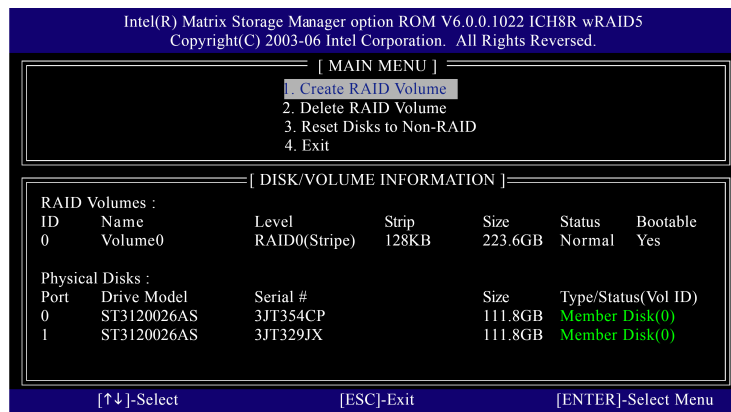 Intel(R) Matrix Storage Manager option ROM V6.0.0.1022 ICH8R wRAID5
Copyright(C) 2003-06 Intel Corporation. All Rights Reversed.
[ MAIN MENU ]
1. Create RAID Volume
2. Delete RAID Volume
3. Reset Disks to Non-RAID
4. Exit
[ DISK/VOLUME INFORMATION ]
RAID Volumes :
ID Name Level Strip Size Status Bootable
0 Volume0 RAID0(Stripe) 128KB 223.6GB Normal Yes
Physical Disks :
Port Drive Model Serial # Size Type/Status(Vol ID)
0 ST3120026AS 3JT354CP 111.8GB Member Disk(0)
1 ST3120026AS 3JT329JX 111.8GB Member Disk(0)
[↑↓]-Select [ESC]-Exit [ENTER]-Select Menu